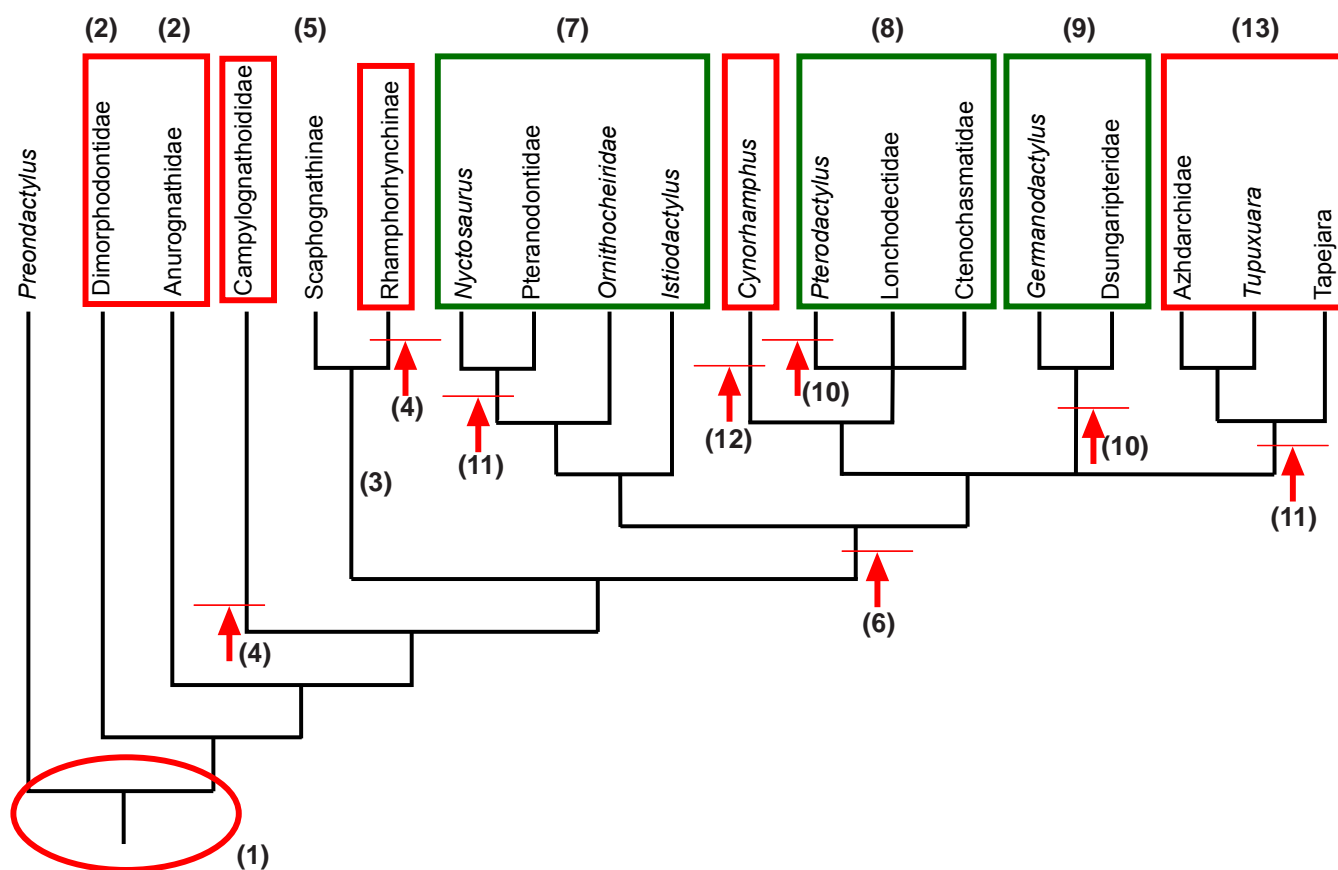 (2)
(2)
(5)
(7)
(8)
(9)
(13)
Preondactylus
Dimorphodontidae
Anurognathidae
Campylognathoididae
Scaphognathinae
Rhamphorhynchinae
Nyctosaurus
Pteranodontidae
Ornithocheiridae
Istiodactylus
Cynorhamphus
Pterodactylus
Lonchodectidae
Ctenochasmatidae
Germanodactylus
Dsungaripteridae
Azhdarchidae
Tupuxuara
Tapejara
(4)
(10)
(12)
(11)
(10)
(3)
(11)
(6)
(4)
(1)